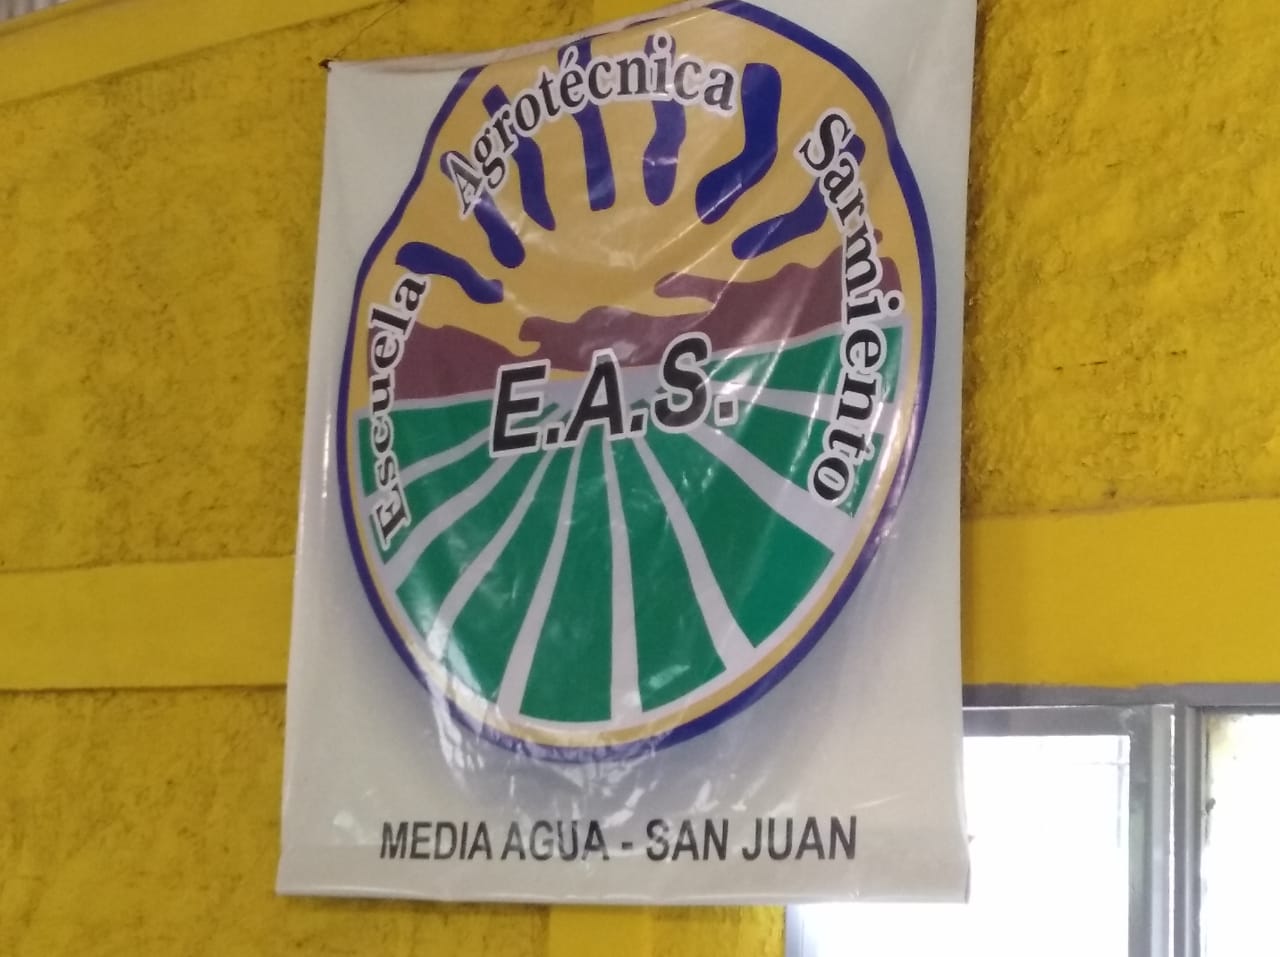 Escuela Agrotécnica Sarmiento
E.A.S.
MEDIA AGUA - SAN JUAN